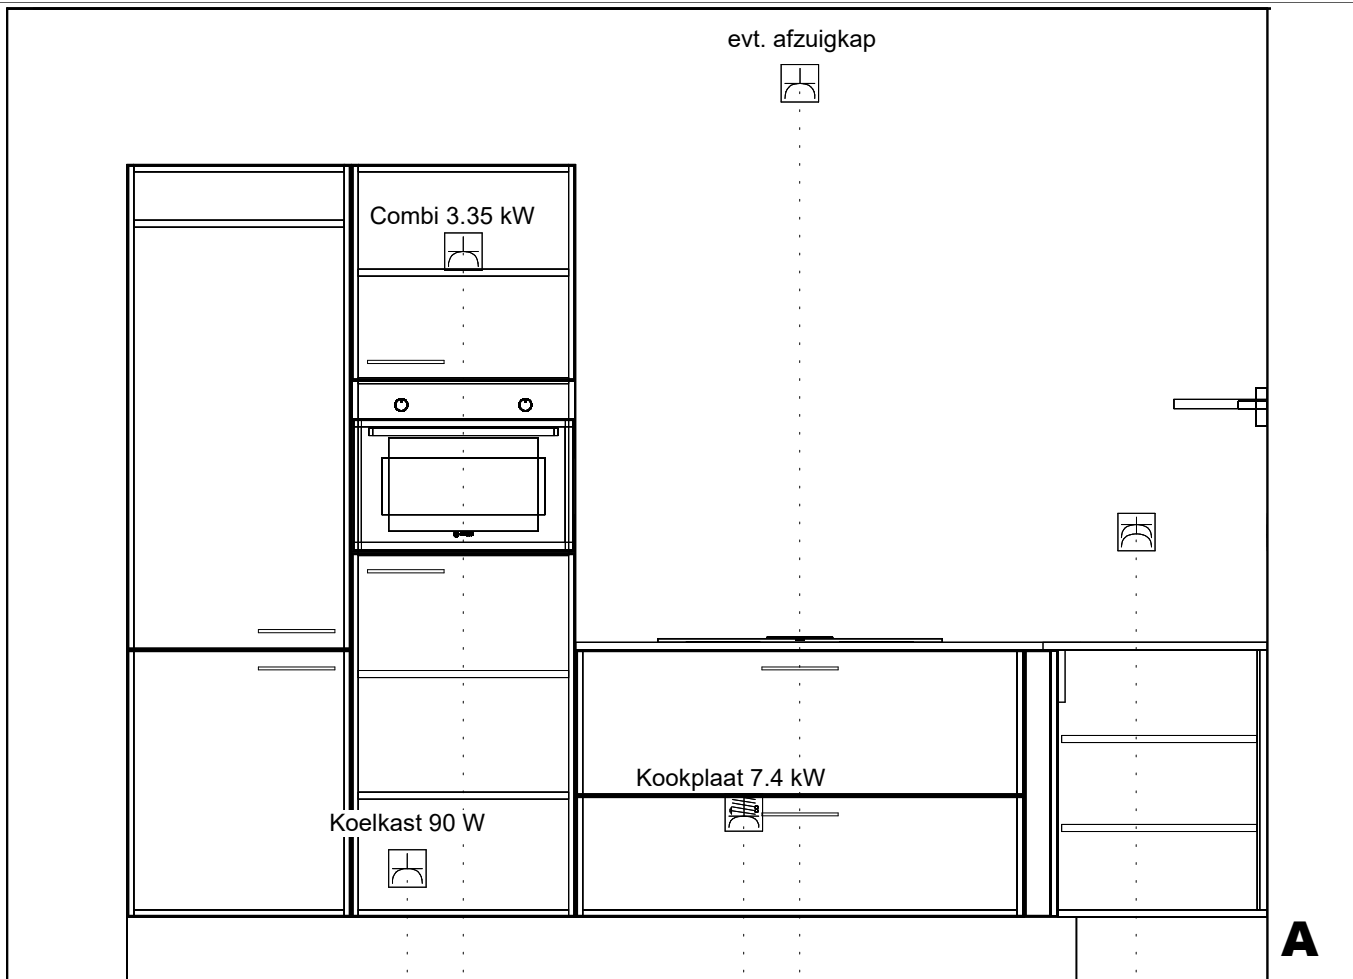 evt. afzuigkap
Combi 3.35 kW
Kookplaat 7.4 kW
Koelkast 90 W
A